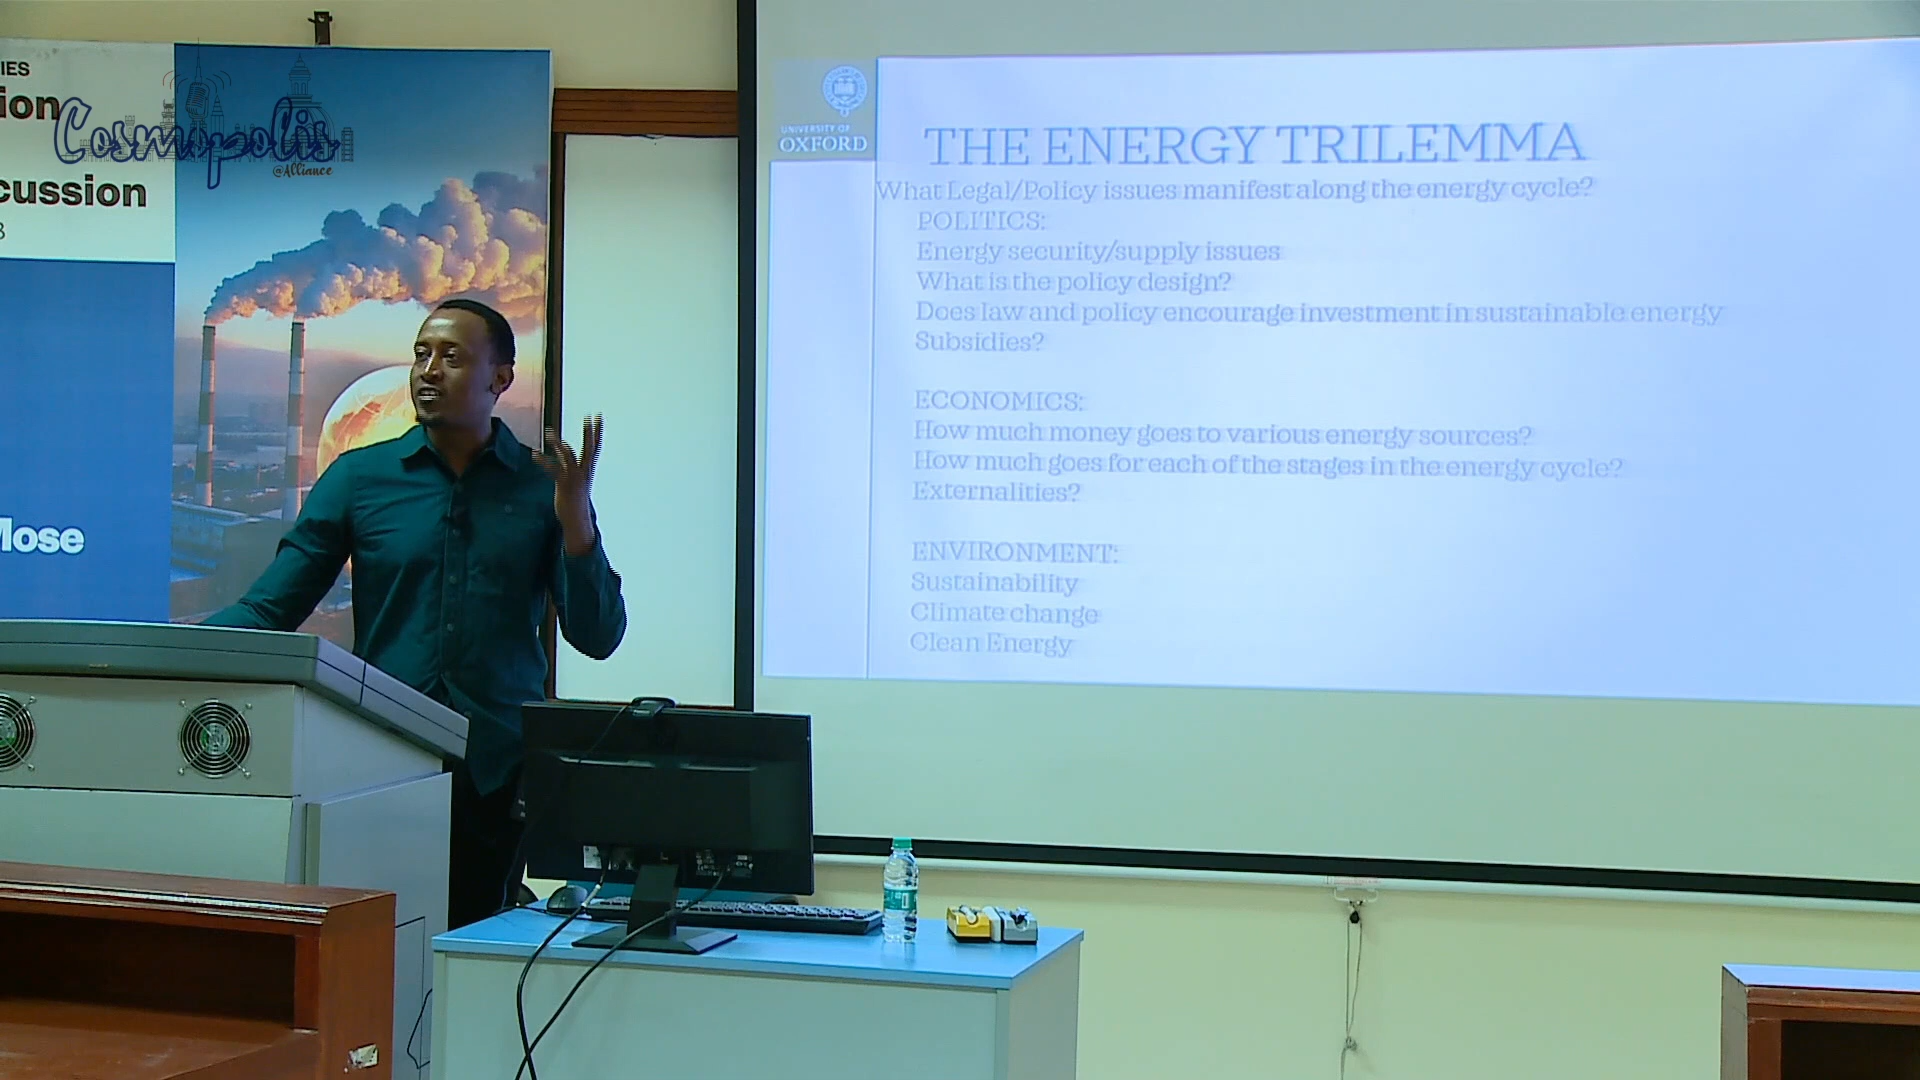 IES
ion
Cosmopolis
@Alliance
cussion
Mose
UNIVERSITY OF
OXFORD
THE ENERGY TRILEMMA
What Legal/Policy issues manifest along the energy cycle?
POLITICS:
Energy security/supply issues
What is the policy design?
Does law and policy encourage investment in sustainable energy
Subsidies?
ECONOMICS:
How much money goes to various energy sources?
How much goes for each of the stages in the energy cycle?
Externalities?
ENVIRONMENT:
Sustainability
Climate change
Clean Energy